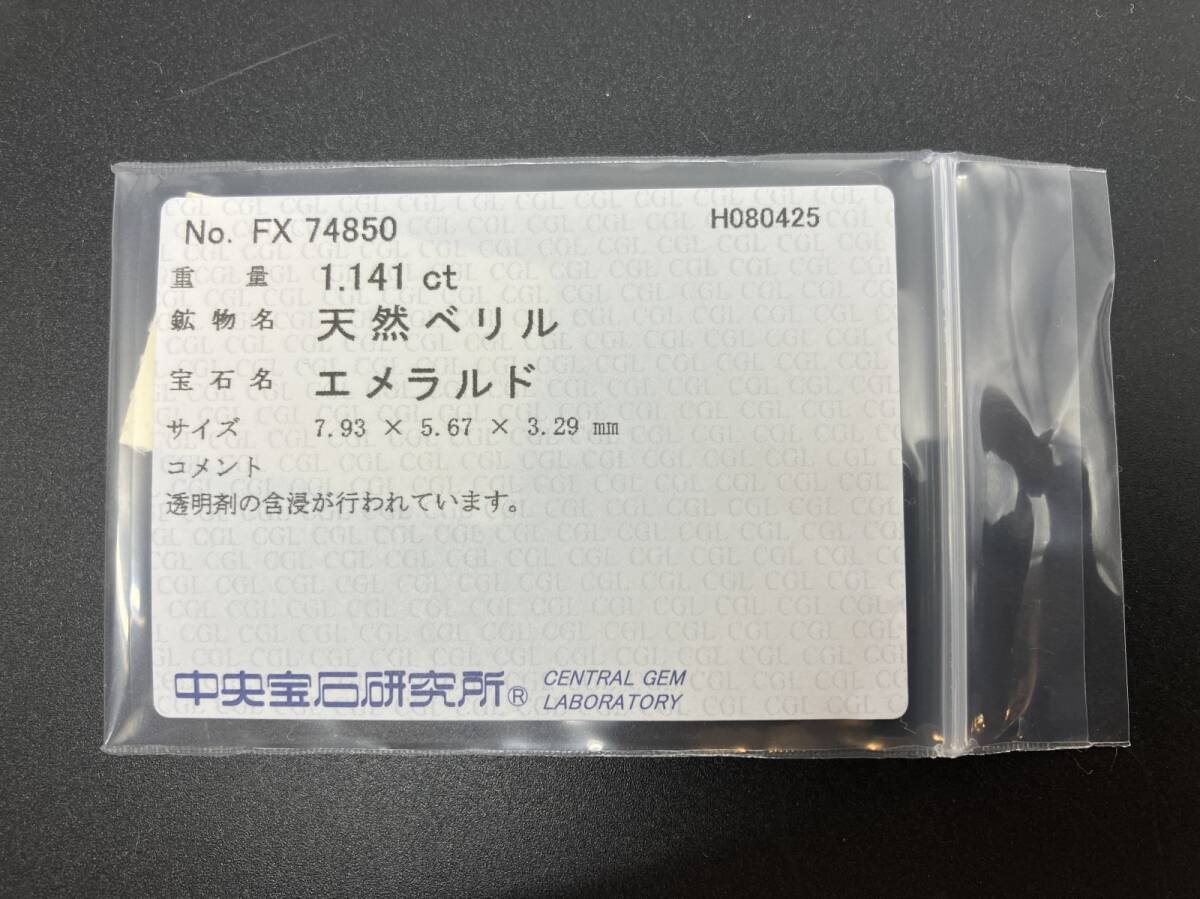 No. FX 74850 H080425
重量 1.141 ct
鉱物名 天然ベリル
宝石名 エメラルド
サイズ 7.93 × 5.67 × 3.29 mm
コメント
透明剤の含浸が行われています。
中央宝石研究所® CENTRAL GEM
LABORATORY